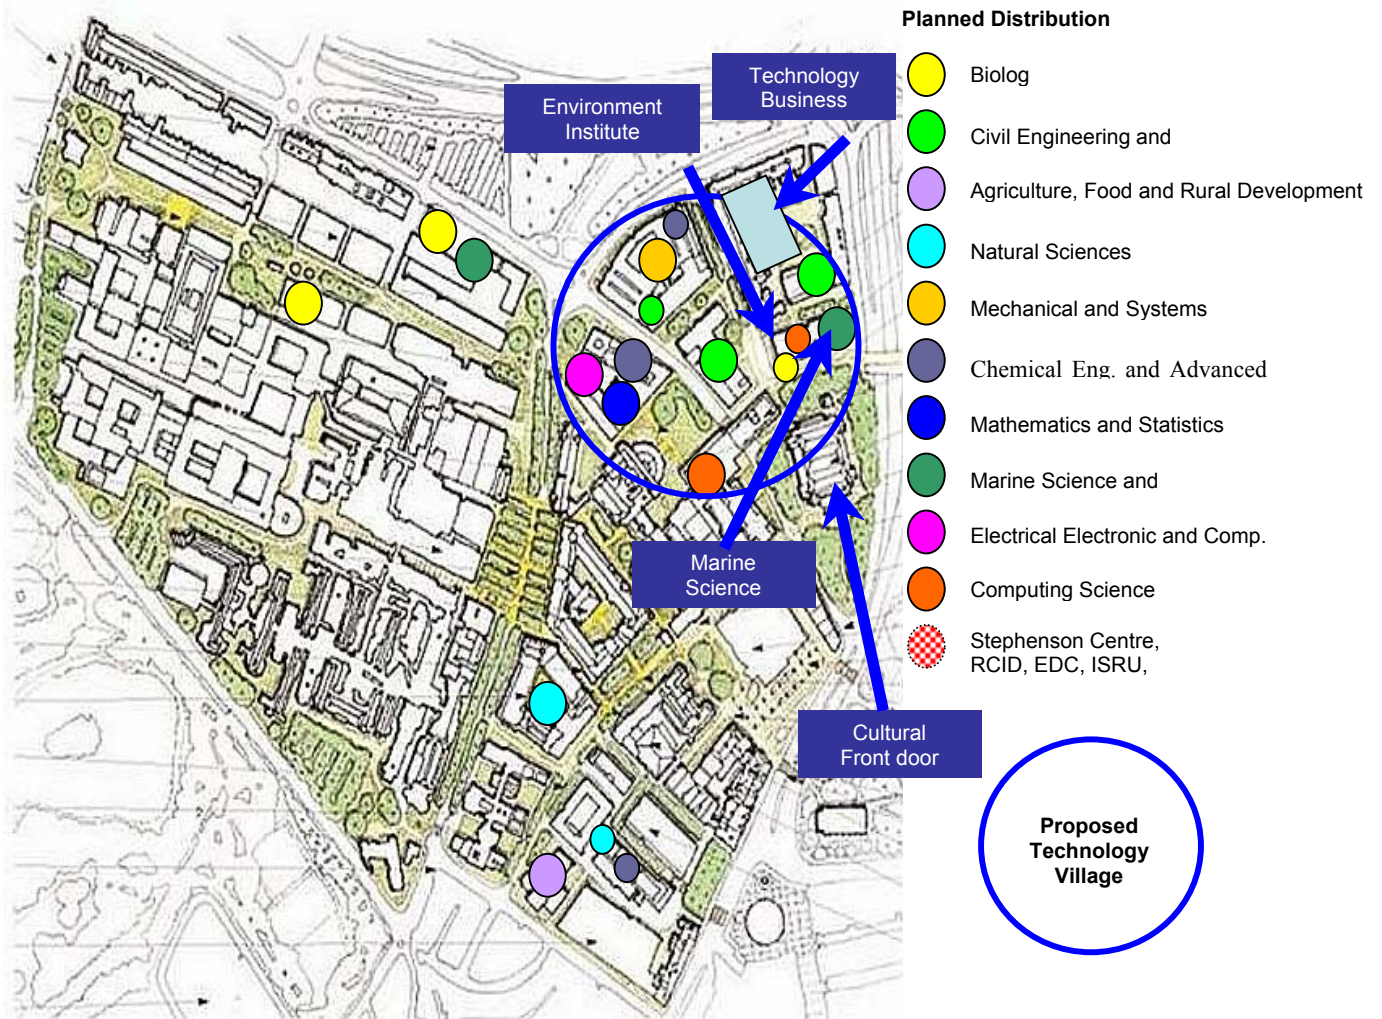 Planned Distribution
Technology
Business
Environment
Institute
Biolog
Civil Engineering and
Agriculture, Food and Rural Development
Natural Sciences
Mechanical and Systems
Chemical Eng. and Advanced
Mathematics and Statistics
Marine Science and
Electrical Electronic and Comp.
Computing Science
Stephenson Centre,
RCID, EDC, ISRU,
Marine
Science
Cultural
Front door
Proposed
Technology
Village